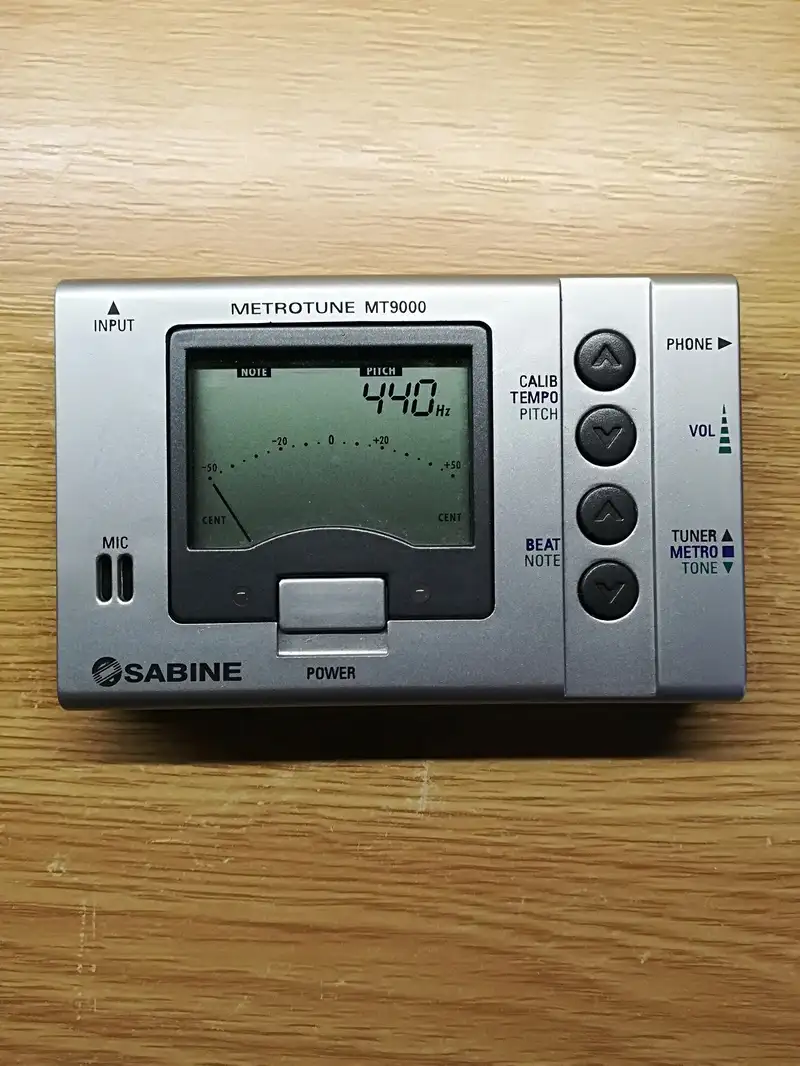 METROTUNE MT9000
INPUT
NOTE
PITCH
440Hz
-50
-20
0
+20
+50
CENT
CENT
MIC
SABINE
POWER
CALIB
TEMPO
PITCH
BEAT
NOTE
PHONE
VOL
TUNER
METRO
TONE